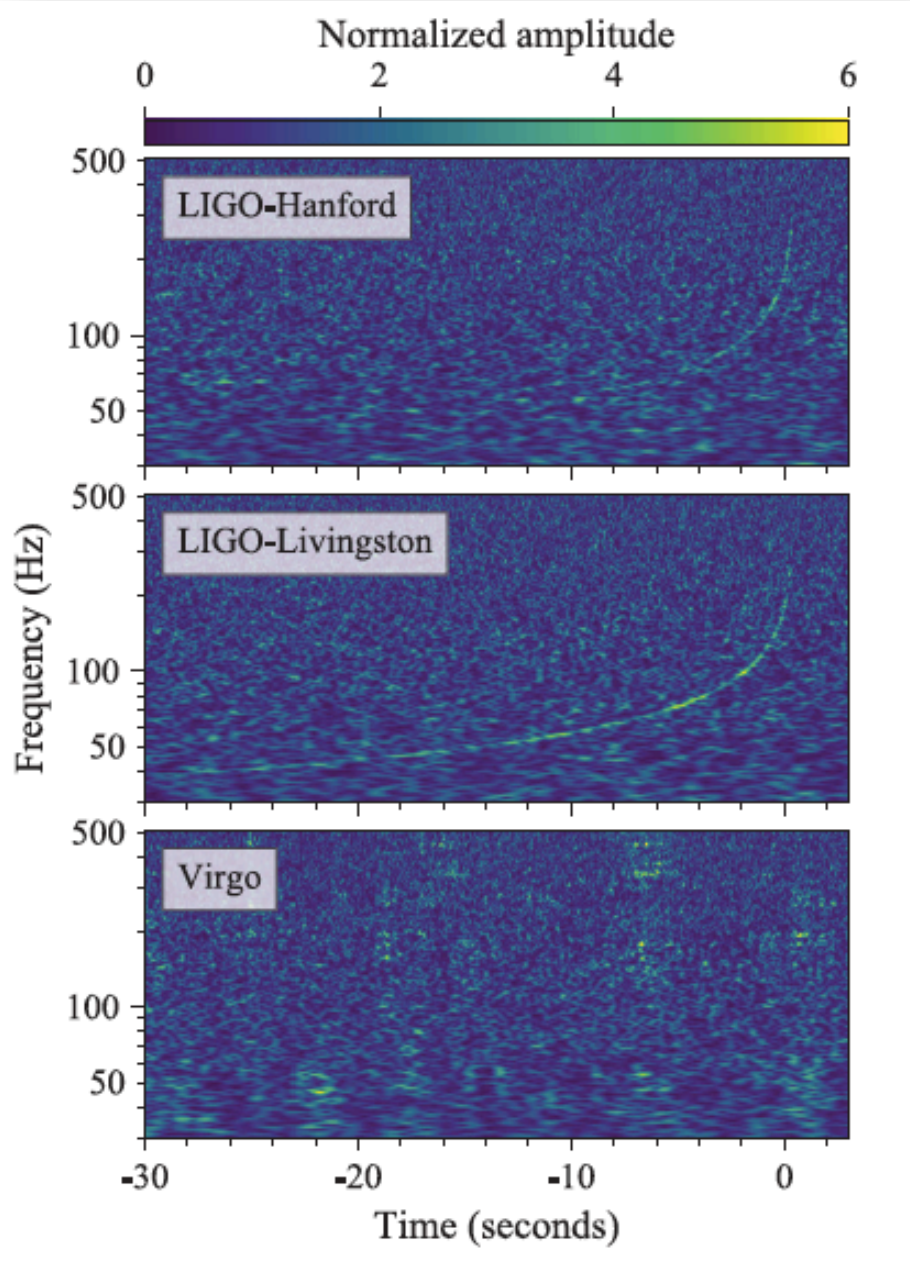 Normalized amplitude
0 2 4 6
500
LIGO-Hanford
100
50
500
LIGO-Livingston
100
50
Frequency (Hz)
500
Virgo
100
50
-30 -20 -10 0
Time (seconds)